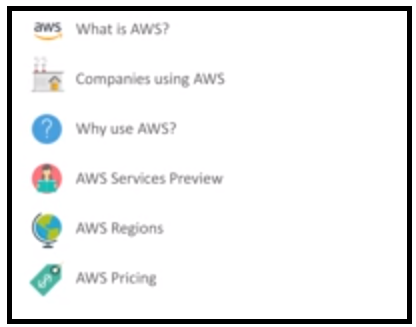 aws What is AWS?
Companies using AWS
? Why use AWS?
AWS Services Preview
AWS Regions
$ AWS Pricing